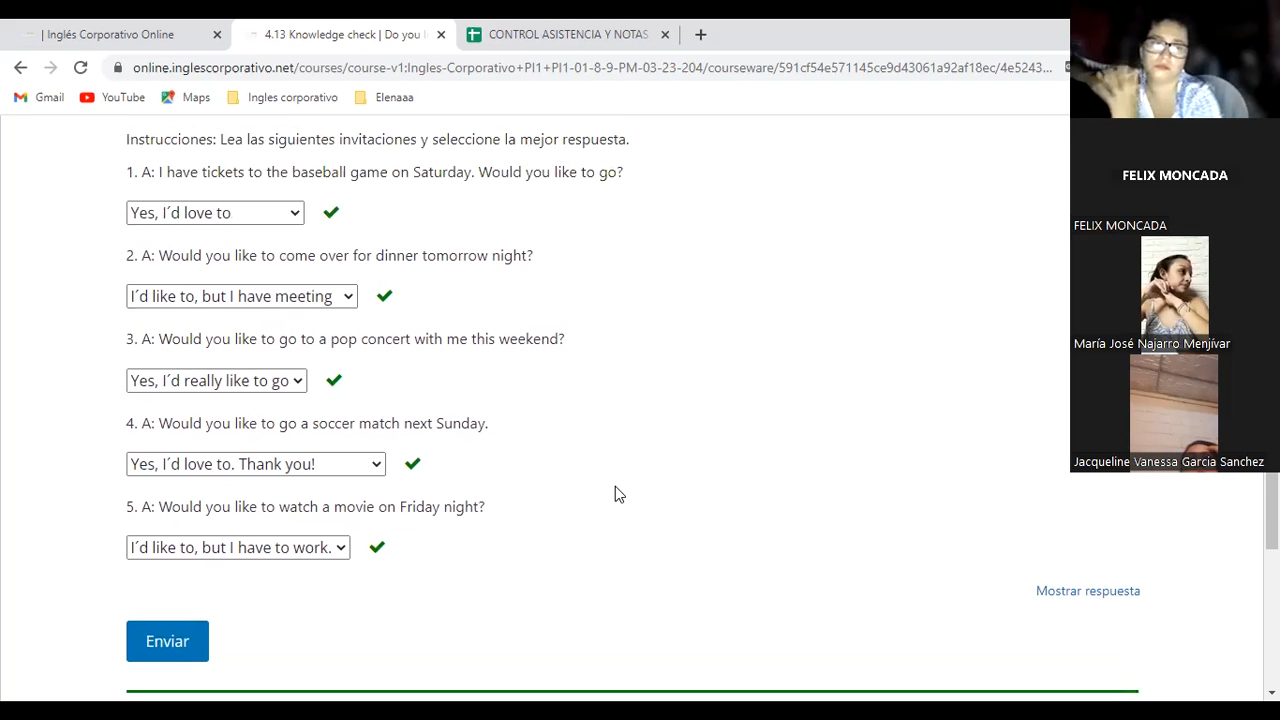 | Inglés Corporativo Online
4.13 Knowledge check | Do you l
CONTROL ASISTENCIA Y NOTAS
online.inglescorporativo.net/courses/course-v1:Ingles-Corporativo+PI1+PI1-01-8-9-PM-03-23-204/courseware/591cf54e571145ce9d43061a92af18ec/4e5243...
Gmail
YouTube
Maps
Ingles corporativo
Elenaaa
Instrucciones: Lea las siguientes invitaciones y seleccione la mejor respuesta.
1. A: I have tickets to the baseball game on Saturday. Would you like to go?
Yes, I´d love to
2. A: Would you like to come over for dinner tomorrow night?
I´d like to, but I have meeting
3. A: Would you like to go to a pop concert with me this weekend?
Yes, I´d really like to go
4. A: Would you like to go a soccer match next Sunday.
Yes, I´d love to. Thank you!
5. A: Would you like to watch a movie on Friday night?
I´d like to, but I have to work.
Mostrar respuesta
Enviar
FELIX MONCADA
FELIX MONCADA
María José Najarro Menjívar
Jacqueline Vanessa Garcia Sanchez